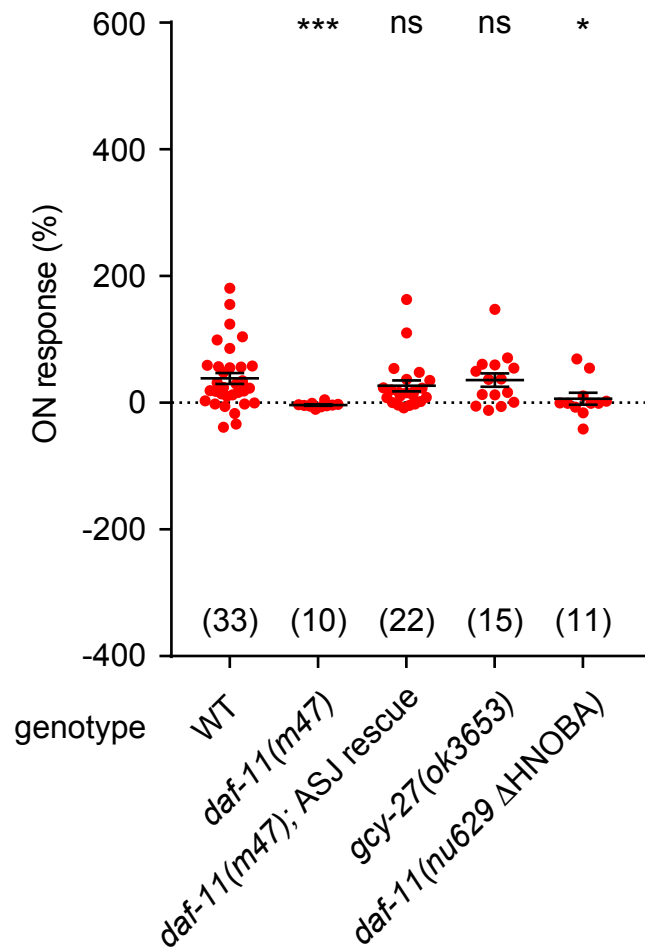 600
*** ns ns *
400
200
0
-200
-400
ON response (%)
(33) (10) (22) (15) (11)
genotype
WT
daf-11(m47)
daf-11(m47); ASJ rescue
gcy-27(ok3653)
daf-11(nu629 ΔHNOBA)